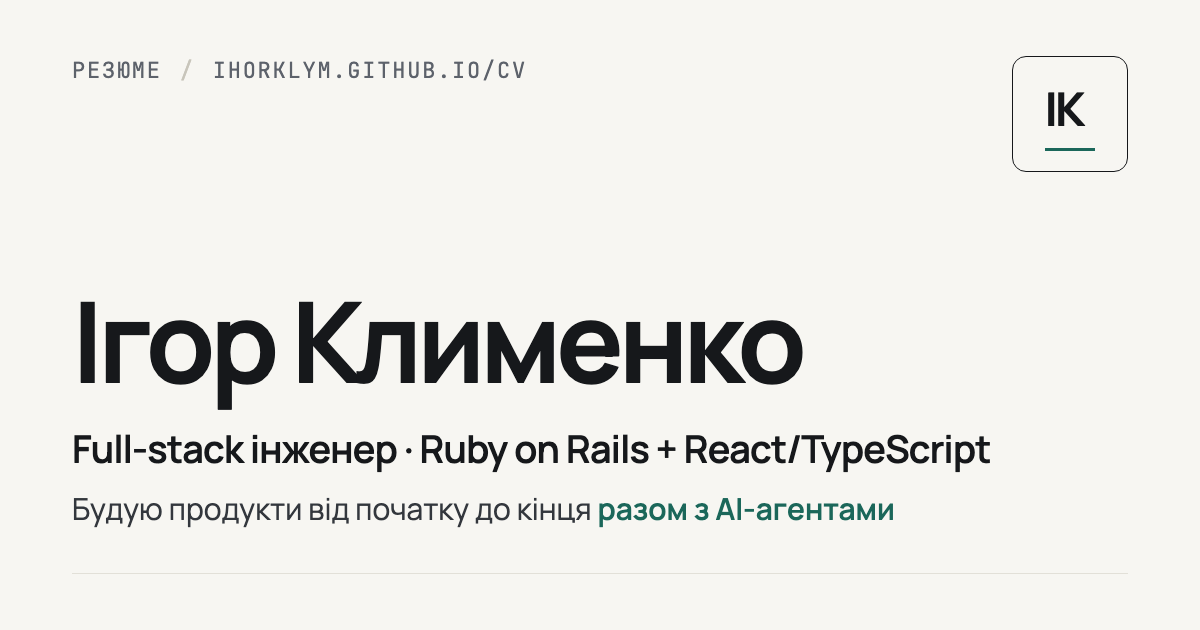 РЕЗЮМЕ / IHORKLYM.GITHUB.IO/CV
ІК
Ігор Клименко
Full-stack інженер · Ruby on Rails + React/TypeScript
Будую продукти від початку до кінця разом з AI-агентами